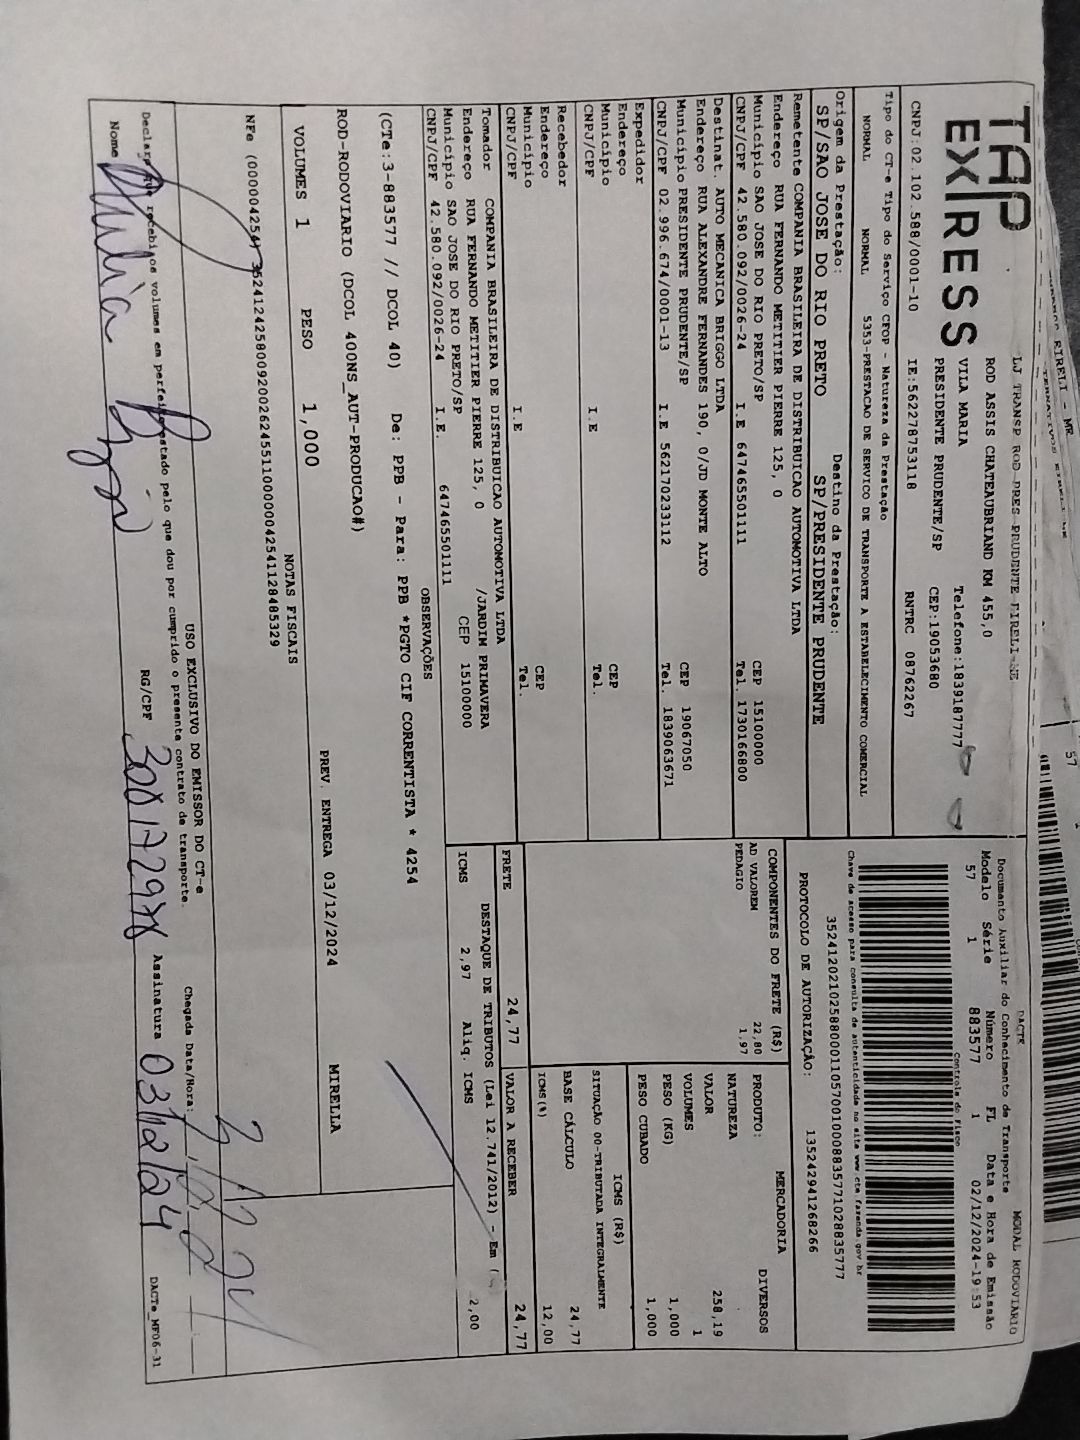 TAP EXPRESS
LJ TRANSP ROD PRES PRUDENTE EIRELI-ME
ROD ASSIS CHATEAUBRIAND KM 455,0
VILA MARIA Telefone:1839187777
PRESIDENTE PRUDENTE/SP CEP:19053680
CNPJ:02.102.588/0001-10 IE:562278753118 RNTRC 08762267
DACTE MODAL RODOVIARIO
Documento Auxiliar do Conhecimento de Transporte
Modelo Série Número FL Data e Hora de Emissão
57 1 883577 1 02/12/2024-19:53
Controle do Fisco
Chave de acesso para consulta de autenticidade no site www.cte.fazenda.gov.br
PROTOCOLO DE AUTORIZAÇÃO: 135242941268266
Tipo do CT-e Tipo do Serviço CFOP - Natureza da Prestação
NORMAL NORMAL 5353-PRESTACAO DE SERVICO DE TRANSPORTE A ESTABELECIMENTO COMERCIAL
Origem da Prestação: Destino da Prestação:
SP/SAO JOSE DO RIO PRETO SP/PRESIDENTE PRUDENTE
Remetente COMPANIA BRASILEIRA DE DISTRIBUICAO AUTOMOTIVA LTDA
Endereço RUA FERNANDO METITIER PIERRE 125, 0
Município SAO JOSE DO RIO PRETO/SP CEP 15100000
CNPJ/CPF 42.580.092/0026-24 I.E 647465501111 Tel. 1730166800
Destinat. AUTO MECANICA BRIGGO LTDA
Endereço RUA ALEXANDRE FERNANDES 190, 0/JD MONTE ALTO
Município PRESIDENTE PRUDENTE/SP CEP 19067050
CNPJ/CPF 02.996.674/0001-13 I.E 562170233112 Tel. 1839063671
Expedidor
Endereço
Município CEP
CNPJ/CPF I.E Tel.
Recebedor
Endereço
Município CEP
CNPJ/CPF I.E Tel.
Tomador COMPANIA BRASILEIRA DE DISTRIBUICAO AUTOMOTIVA LTDA
Endereço RUA FERNANDO METITIER PIERRE 125, 0 /JARDIM PRIMAVERA
Município SAO JOSE DO RIO PRETO/SP CEP 15100000
CNPJ/CPF 42.580.092/0026-24 I.E. 647465501111
COMPONENTES DO FRETE (R$)
AD VALOREM 22,80
PEDAGIO 1,97
MERCADORIA
PRODUTO: DIVERSOS
NATUREZA
VALOR 258,19
VOLUMES 1
PESO (KG) 1,000
PESO CUBADO 1,000
ICMS (R$)
SITUAÇÃO 00-TRIBUTADA INTEGRALMENTE
BASE CÁLCULO 24,77
ICMS(%) 12,00
FRETE 24,77 VALOR A RECEBER 24,77
DESTAQUE DE TRIBUTOS (Lei 12.741/2012) - Em
ICMS 2,97 Aliq. ICMS 2,00
OBSERVAÇÕES
(CTe:3-883577 // DCOL 40) De: PPB - Para: PPB *PGTO CIF CORRENTISTA * 4254
ROD-RODOVIARIO (DCOL 400NS_AUT-PRODUCAO#)
VOLUMES 1 PESO 1,000 PREV. ENTREGA 03/12/2024 MIRELLA
NOTAS FISCAIS
USO EXCLUSIVO DO EMISSOR DO CT-e
Declaro que recebi os volumes em perfeito estado pelo que dou por cumprido o presente contrato de transporte.
Chegada Data/Hora:
Nome RG/CPF Assinatura 03/12/24
DACTe_MF06-31